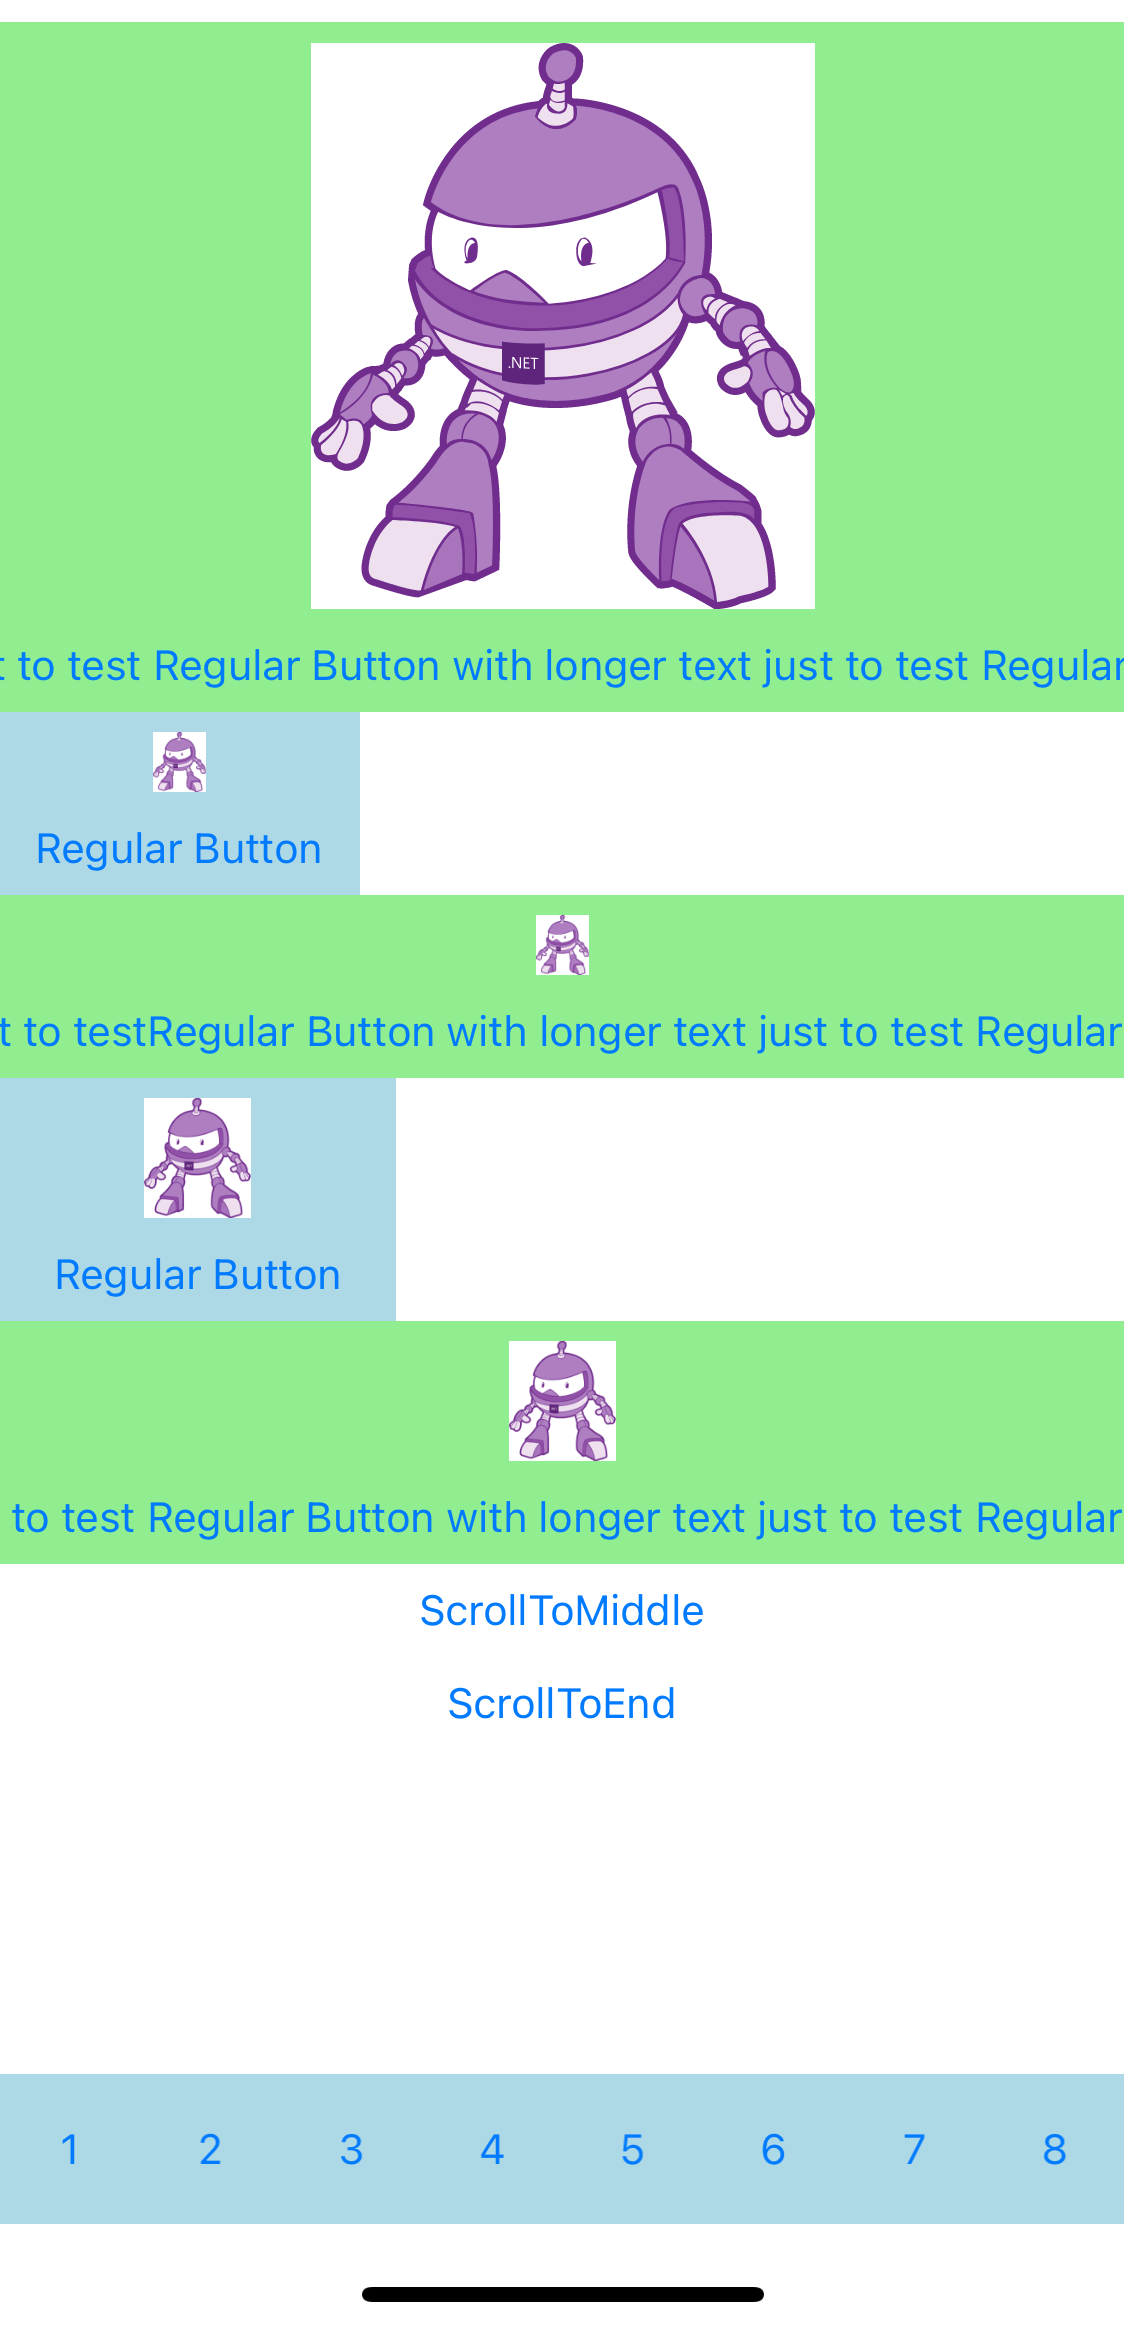 .NET
to test Regular Button with longer text just to test Regular
Regular Button
to testRegular Button with longer text just to test Regular
Regular Button
to test Regular Button with longer text just to test Regular
ScrollToMiddle
ScrollToEnd
1 2 3 4 5 6 7 8